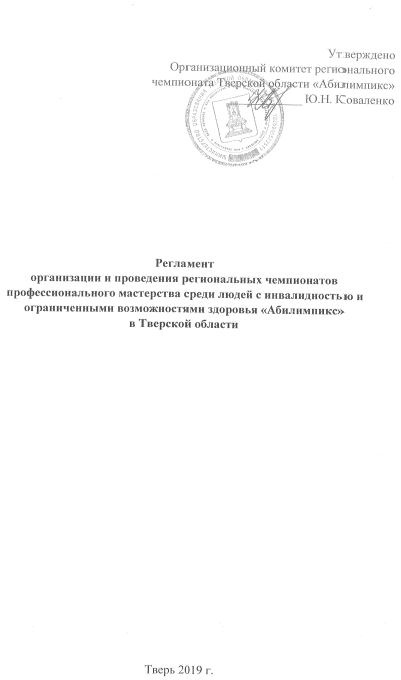 Утверждено
Организационный комитет регионального
чемпионата Тверской области «Абилимпикс»
Ю.Н. Коваленко
Регламент
организации и проведения региональных чемпионатов
профессионального мастерства среди людей с инвалидностью и
ограниченными возможностями здоровья «Абилимпикс»
в Тверской области
Тверь 2019 г.